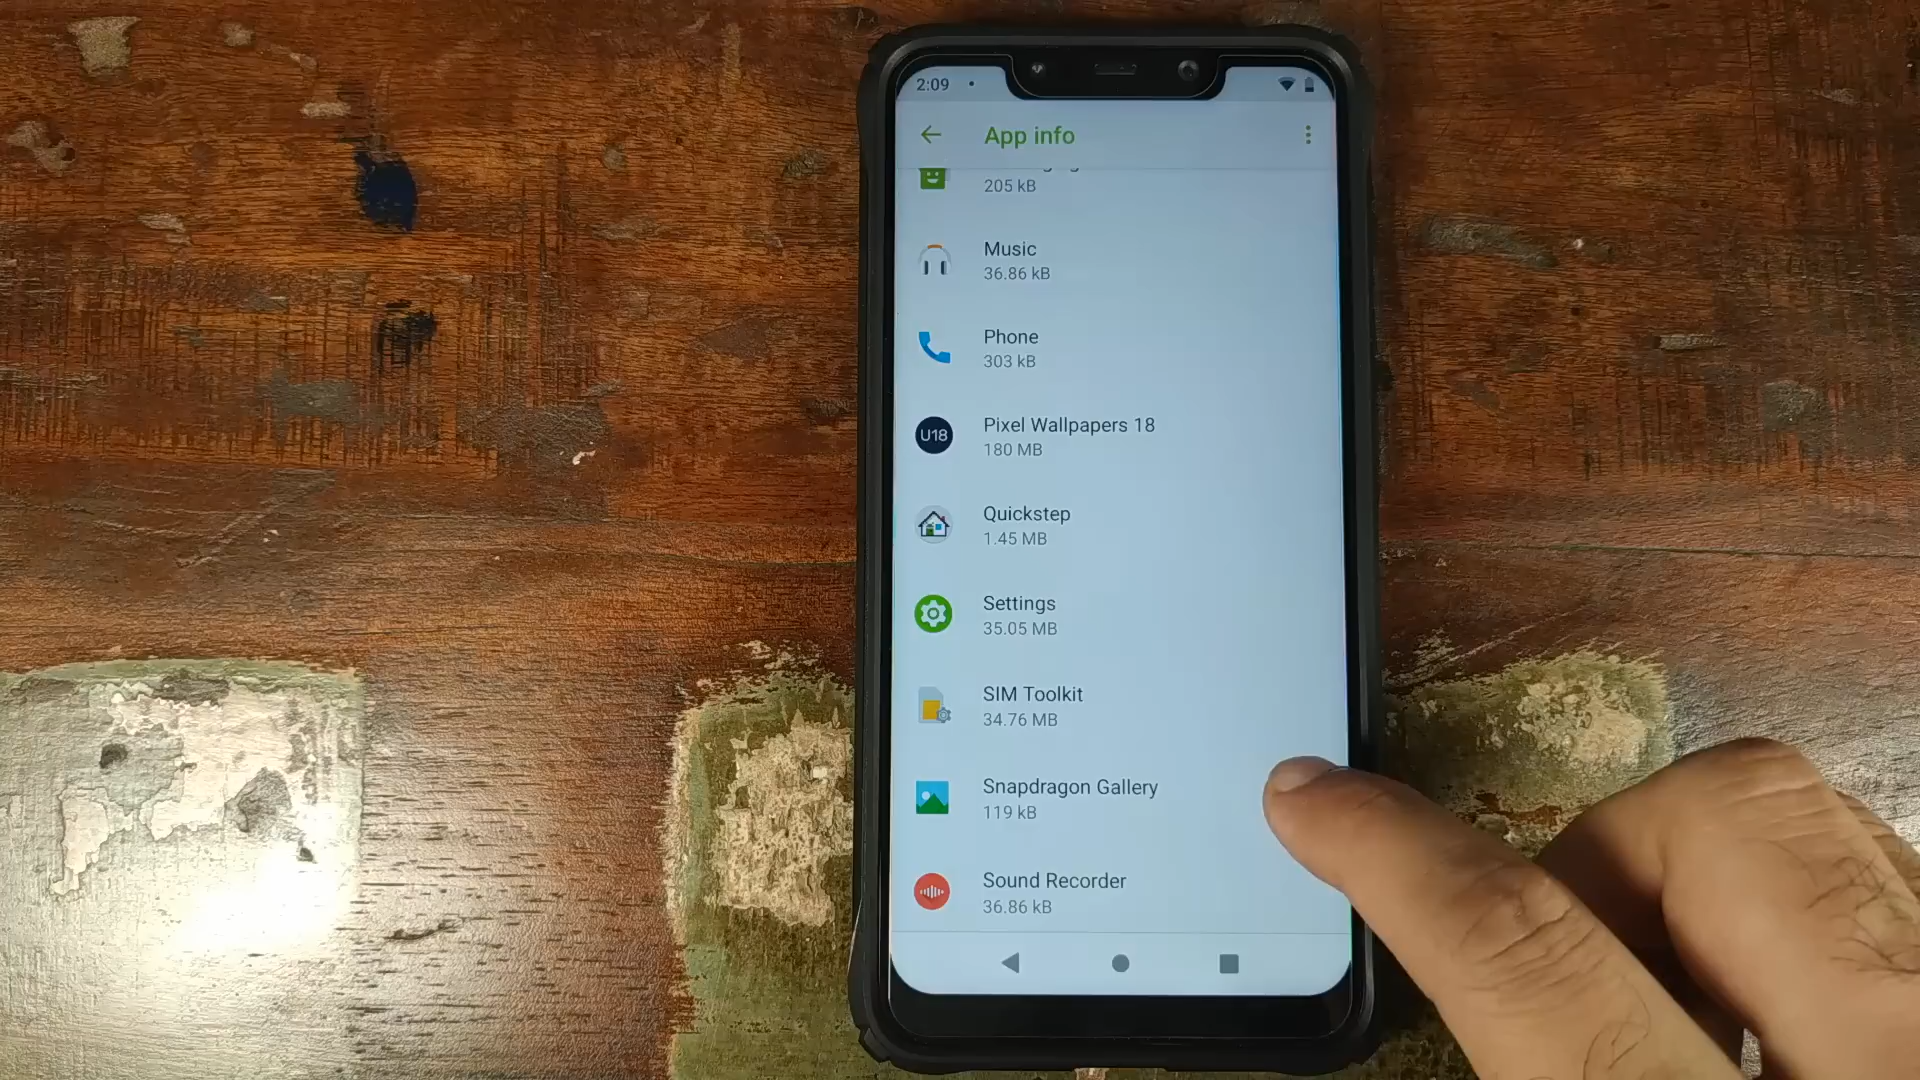 2:09
App info
205 kB
Music
36.86 kB
Phone
303 kB
U18
Pixel Wallpapers 18
180 MB
Quickstep
1.45 MB
Settings
35.05 MB
SIM Toolkit
34.76 MB
Snapdragon Gallery
119 kB
Sound Recorder
36.86 kB